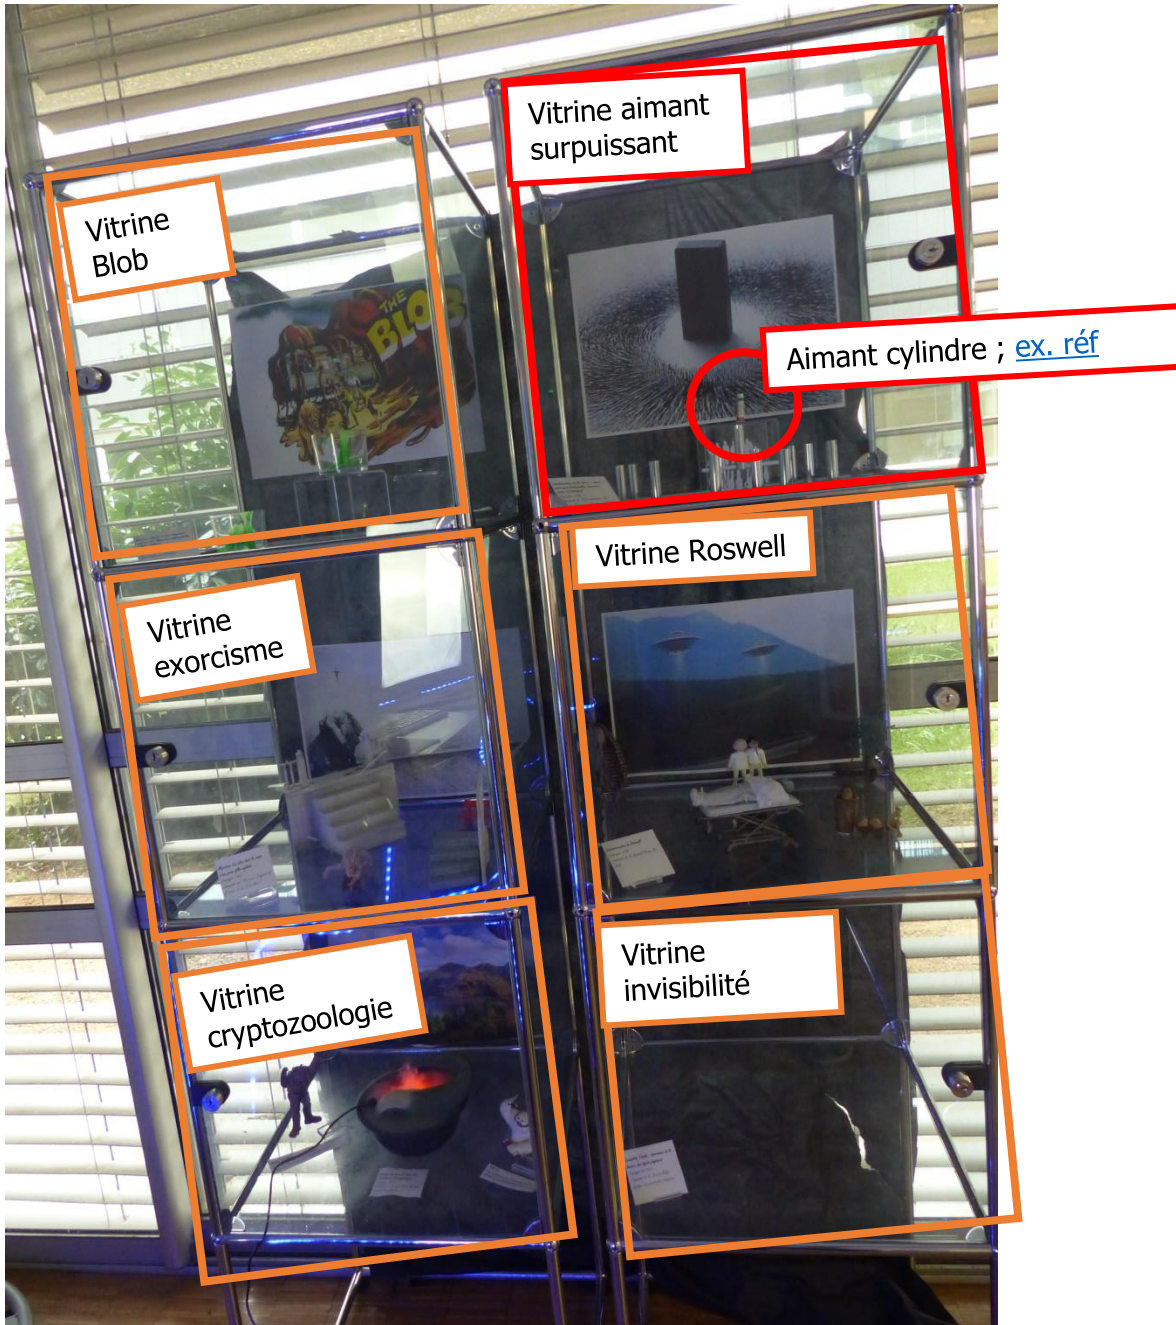 Vitrine aimant
surpuissant
Vitrine
Blob
THE
BLOB
Aimant cylindre ; ex. réf
Vitrine Roswell
Vitrine
exorcisme
Vitrine
cryptozoologie
Vitrine
invisibilité